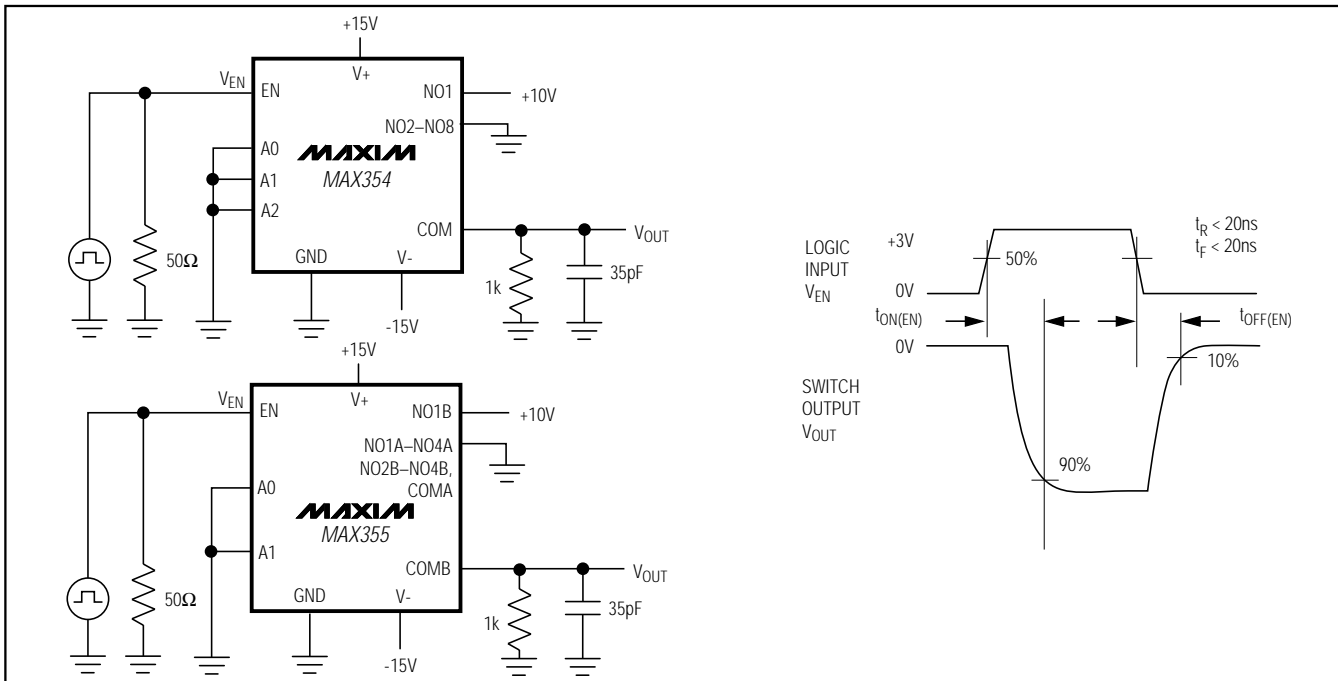 +15V
V+
VEN
EN
NO1
+10V
NO2–NO8
A0
MAXIM
A1
MAX354
A2
COM
VOUT
50Ω
GND
V-
1k
35pF
-15V
+15V
V+
VEN
EN
NO1B
+10V
NO1A–NO4A
NO2B–NO4B,
COMA
A0
MAXIM
MAX355
A1
COMB
VOUT
50Ω
GND
V-
1k
35pF
-15V
LOGIC
INPUT
VEN
+3V
50%
0V
tR < 20ns
tF < 20ns
tON(EN)
tOFF(EN)
0V
10%
SWITCH
OUTPUT
VOUT
90%